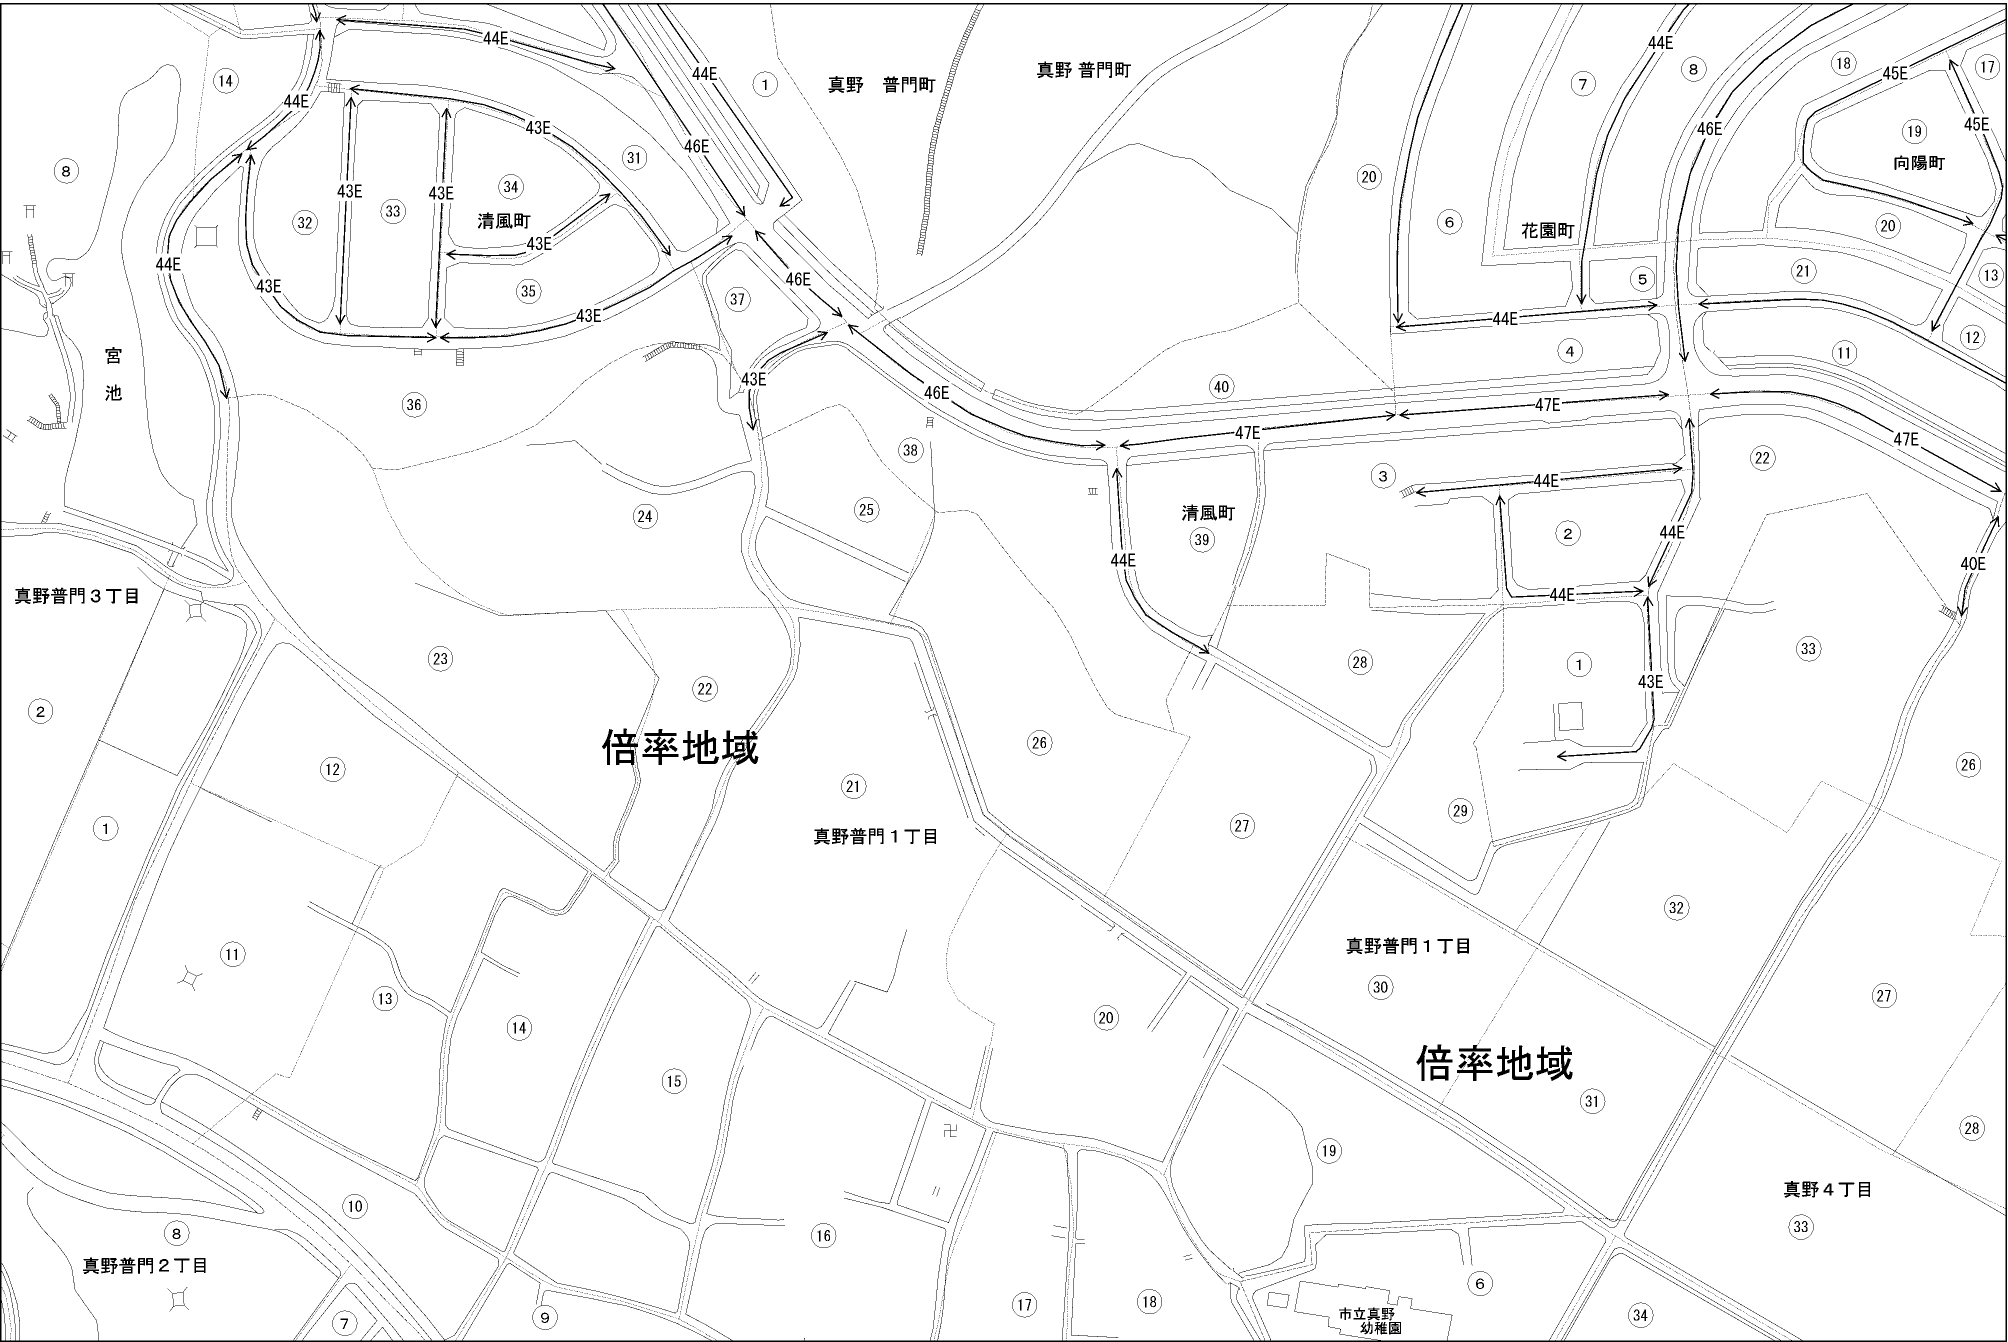 44E
46E
44E
①
真野　普門町
真野 普門町
⑦
44E
⑧
⑱
45E
⑰
⑭
44E
⑧
43E
㉛
46E
43E
㉜
43E
㉝
43E
㉞
清風町
43E
㉟
44E
43E
43E
46E
㊲
⑳
⑥
花園町
46E
45E
⑲
向陽町
⑳
⑬
⑤
㉑
44E
⑫
⑪
④
宮
池
43E
46E
㊵
47E
47E
47E
㊱
㊳
㉒
③
44E
㉔
㉕
清風町
㊴
②
44E
44E
44E
40E
真野普門３丁目
㉓
㉒
㉘
①
43E
㉝
②
倍率地域
㉖
㉖
⑫
㉑
真野普門１丁目
㉗
㉙
①
㉜
⑪
真野普門１丁目
㉚
㉗
⑬
⑭
⑳
倍率地域
⑮
㉛
㉘
⑲
真野４丁目
㉝
⑩
⑧
真野普門２丁目
⑯
⑥
⑦
⑨
⑰
⑱
市立真野
幼稚園
㉞